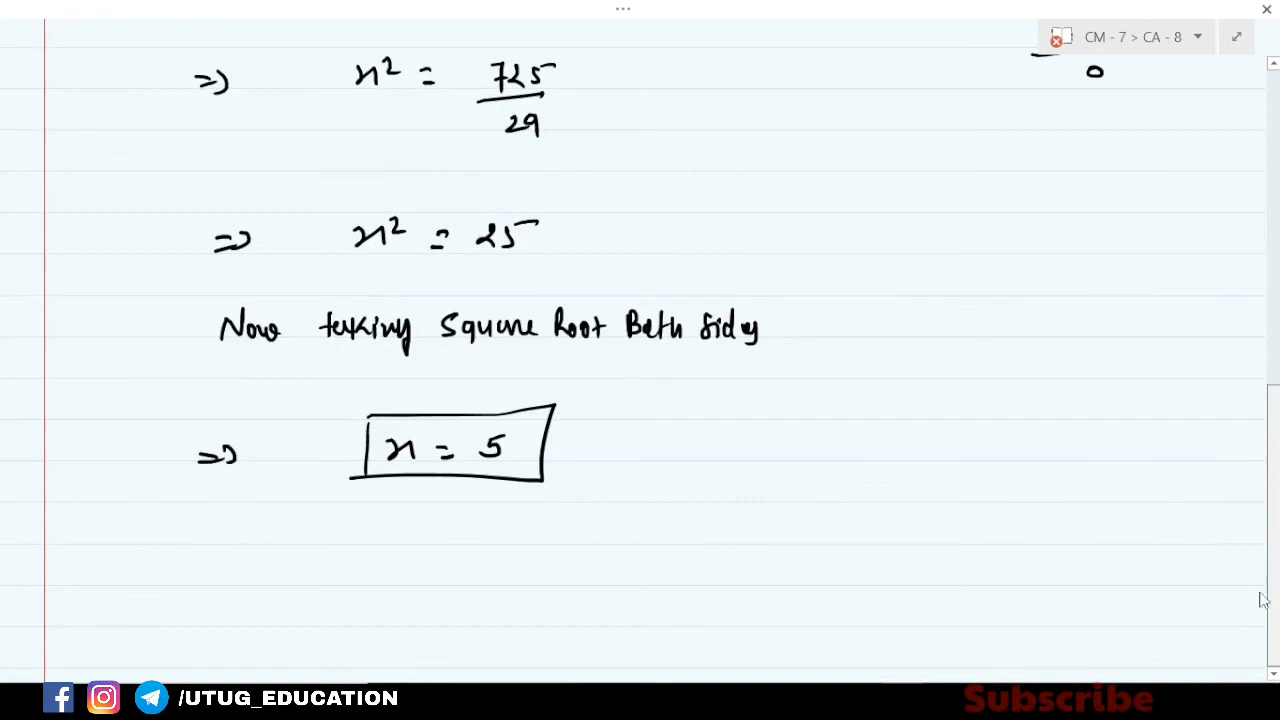 CM - 7 > CA - 8
0
=> x² = 725
29
=> x² = 25
Now taking Square Root Both Sides
=> x = 5
/UTUG_EDUCATION
Subscribe